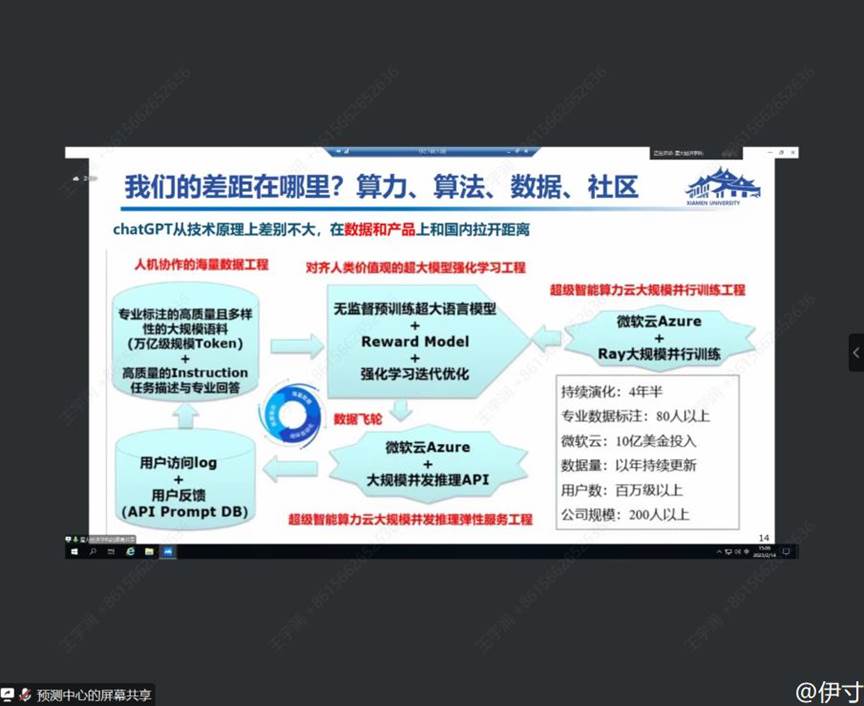 我们的差距在哪里？算力、算法、数据、社区
XIAMEN UNIVERSITY
chatGPT从技术原理上差别不大，在数据和产品上和国内拉开距离
人机协作的海量数据工程
对齐人类价值观的超大模型强化学习工程
超级智能算力云大规模并行训练工程
专业标注的高质量且多样
性的大规模语料
(万亿级规模Token)
+
高质量的Instruction
任务描述与专业回答
无监督预训练超大语言模型
+
Reward Model
+
强化学习迭代优化
微软云Azure
+
Ray大规模并行训练
数据飞轮
持续演化：4年半
专业数据标注：80人以上
微软云：10亿美金投入
数据量：以年持续更新
用户数：百万级以上
公司规模：200人以上
用户访问log
+
用户反馈
(API Prompt DB)
微软云Azure
+
大规模并发推理API
超级智能算力云大规模并发推理弹性服务工程
14
预测中心的屏幕共享
@伊寸